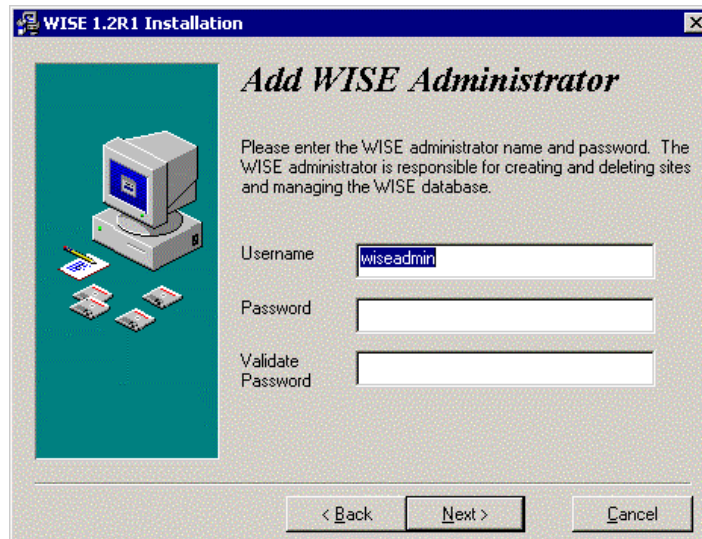 WISE 1.2R1 Installation
Add WISE Administrator
Please enter the WISE administrator name and password. The
WISE administrator is responsible for creating and deleting sites
and managing the WISE database.
Username
wiseadmin
Password
Validate
Password
< Back
Next >
Cancel